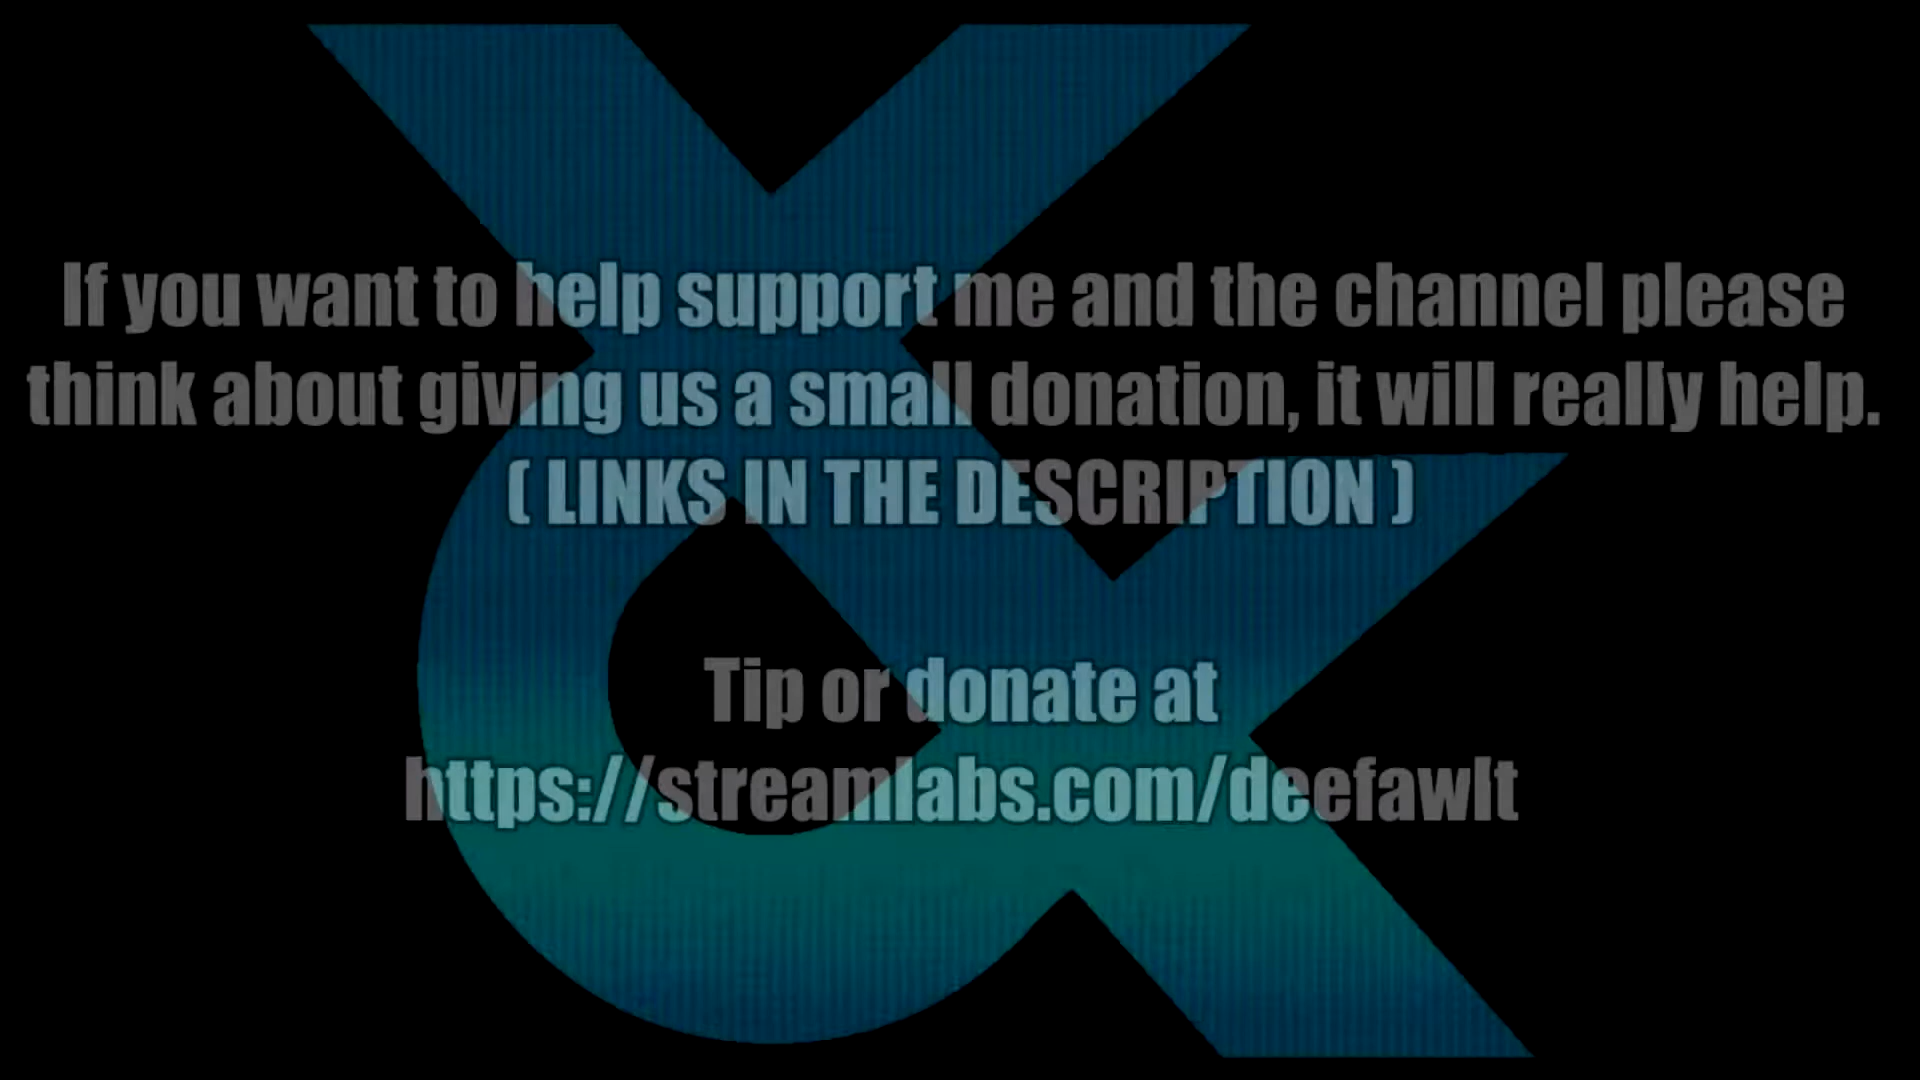 If you want to help support me and the channel please
think about giving us a small donation, it will really help.
( LINKS IN THE DESCRIPTION )
Tip or donate at
https://streamlabs.com/deefawlt